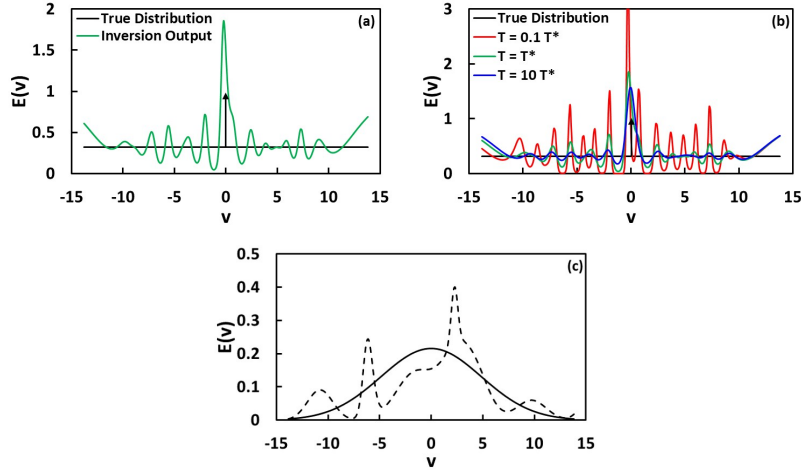 (a)
True Distribution
Inversion Output
E(v)
2
1.5
1
0.5
0
-15 -10 -5 0 5 10 15
v
(b)
True Distribution
T = 0.1 T*
T = T*
T = 10 T*
E(v)
3
2
1
0
-15 -10 -5 0 5 10 15
v
(c)
E(v)
0.5
0.4
0.3
0.2
0.1
0
-15 -10 -5 0 5 10 15
v